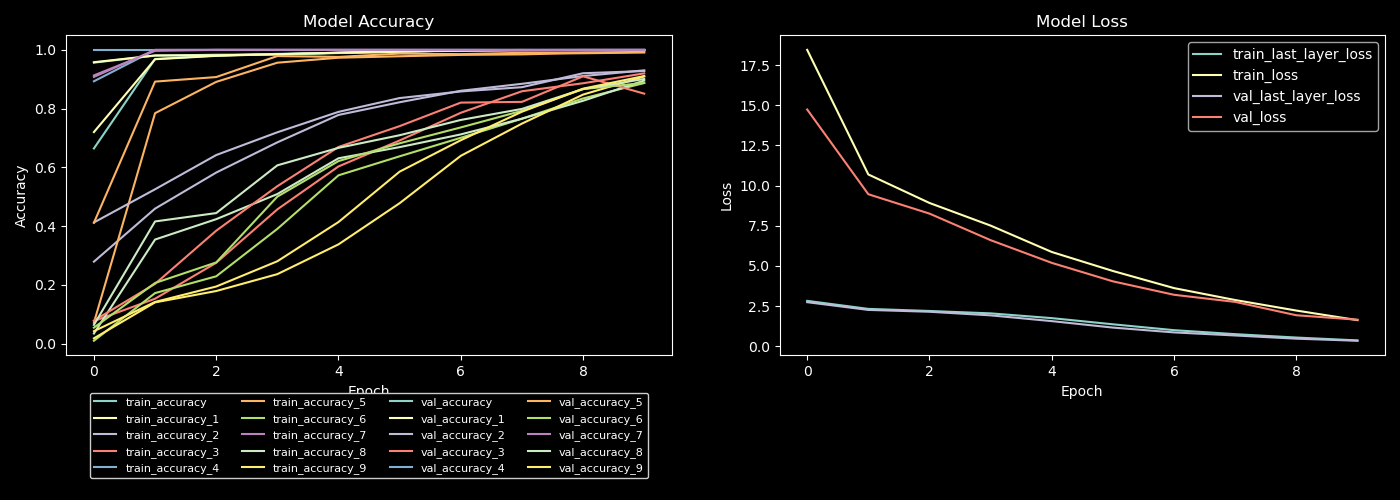 Model Accuracy
1.0
0.8
0.6
0.4
0.2
0.0
Accuracy
0 2 4 6 8
Epoch
train_accuracy train_accuracy_5 val_accuracy val_accuracy_5
train_accuracy_1 train_accuracy_6 val_accuracy_1 val_accuracy_6
train_accuracy_2 train_accuracy_7 val_accuracy_2 val_accuracy_7
train_accuracy_3 train_accuracy_8 val_accuracy_3 val_accuracy_8
train_accuracy_4 train_accuracy_9 val_accuracy_4 val_accuracy_9
Model Loss
17.5
15.0
12.5
10.0
7.5
5.0
2.5
0.0
Loss
train_last_layer_loss
train_loss
val_last_layer_loss
val_loss
0 2 4 6 8
Epoch